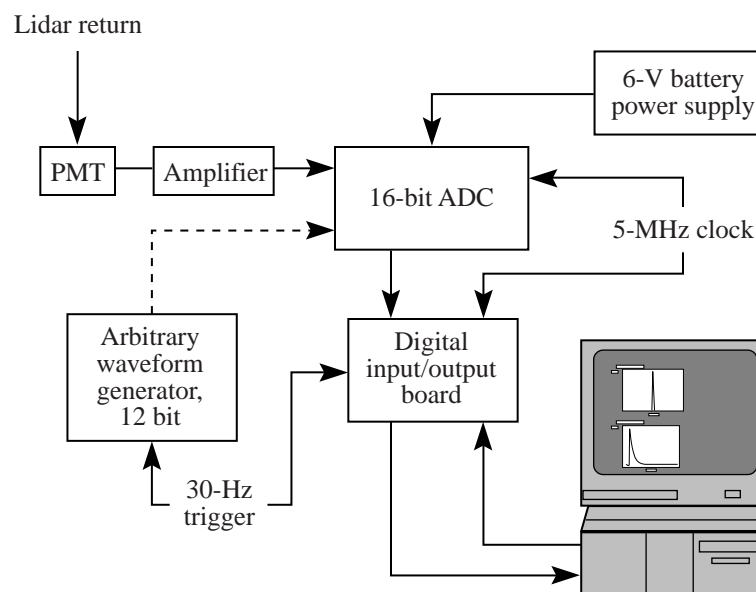 Lidar return
6-V battery
power supply
PMT
Amplifier
16-bit ADC
5-MHz clock
Arbitrary
waveform
generator,
12 bit
Digital
input/output
board
30-Hz
trigger